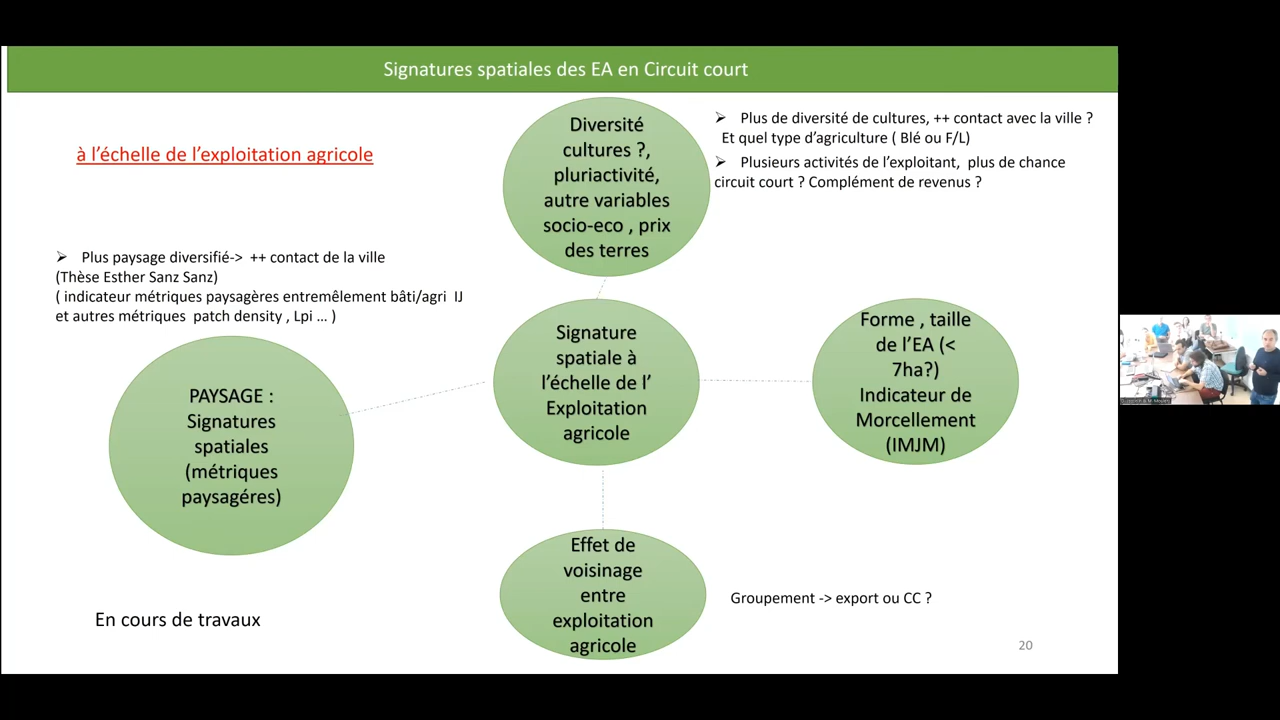 Signatures spatiales des EA en Circuit court
à l’échelle de l’exploitation agricole
Diversité
cultures ?,
pluriactivité,
autre variables
socio-eco , prix
des terres
➢ Plus de diversité de cultures, ++ contact avec la ville ?
Et quel type d’agriculture ( Blé ou F/L)
➢ Plusieurs activités de l’exploitant, plus de chance
circuit court ? Complément de revenus ?
➢ Plus paysage diversifié-> ++ contact de la ville
(Thèse Esther Sanz Sanz)
( indicateur métriques paysagères entremêlement bâti/agri IJ
et autres métriques patch density , Lpi … )
PAYSAGE :
Signatures
spatiales
(métriques
paysagéres)
Signature
spatiale à
l’échelle de l’
Exploitation
agricole
Forme , taille
de l’EA (<
7ha?)
Indicateur de
Morcellement
(IMJM)
Effet de
voisinage
entre
exploitation
agricole
Groupement -> export ou CC ?
En cours de travaux
20